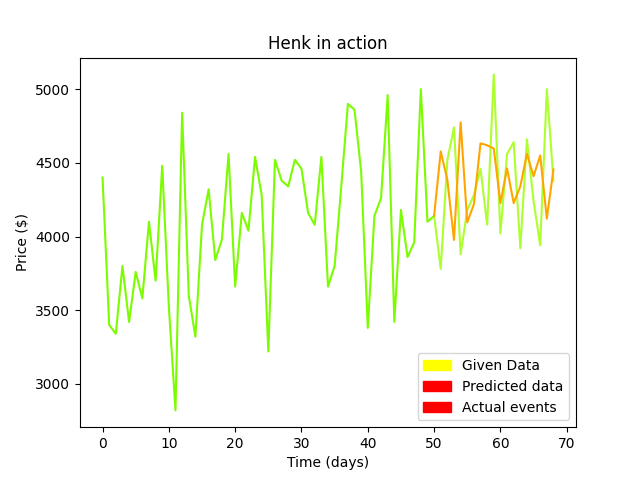 Henk in action
Price ($)
5000
4500
4000
3500
3000
0 10 20 30 40 50 60 70
Time (days)
Given Data
Predicted data
Actual events